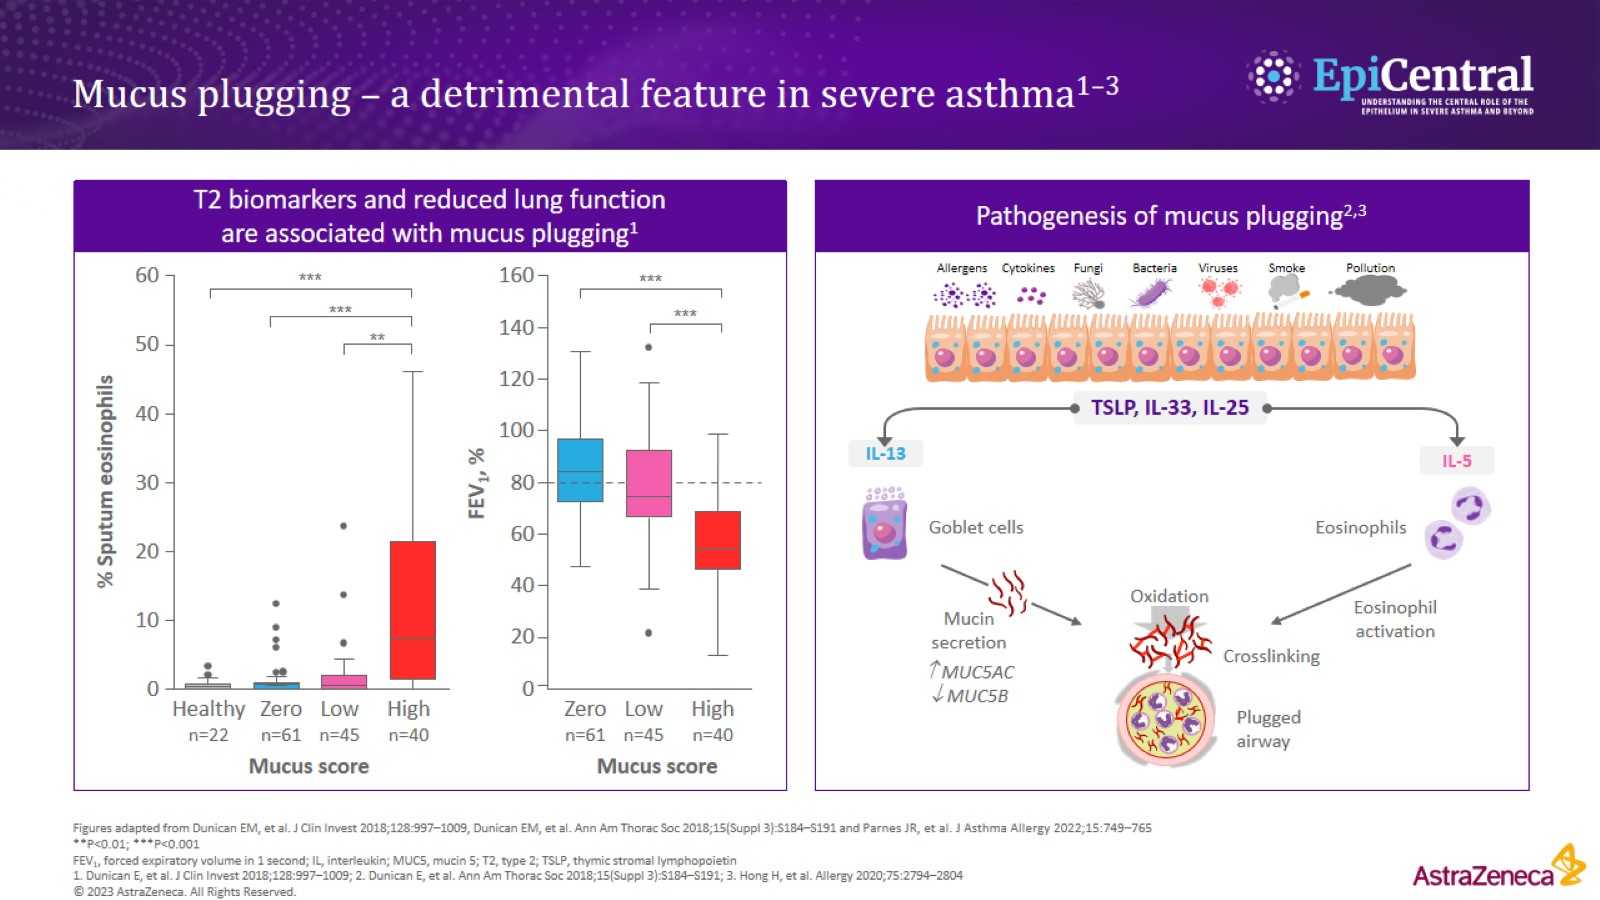 Mucus plugging – a detrimental feature in severe asthma1–3
EpiCentral
UNDERSTANDING THE CENTRAL ROLE OF THE
EPITHELIUM IN SEVERE ASTHMA AND BEYOND
T2 biomarkers and reduced lung function
are associated with mucus plugging1
% Sputum eosinophils
60
50
40
30
20
10
0
***
***
**
Healthy Zero Low High
n=22 n=61 n=45 n=40
Mucus score
FEV1, %
160
140
120
100
80
60
40
20
0
***
***
Zero Low High
n=61 n=45 n=40
Mucus score
Pathogenesis of mucus plugging2,3
Allergens Cytokines Fungi Bacteria Viruses Smoke Pollution
TSLP, IL-33, IL-25
IL-13
IL-5
Goblet cells
Eosinophils
Mucin
secretion
↑MUC5AC
↓MUC5B
Oxidation
Crosslinking
Eosinophil
activation
Plugged
airway
Figures adapted from Dunican EM, et al. J Clin Invest 2018;128:997–1009, Dunican EM, et al. Ann Am Thorac Soc 2018;15(Suppl 3):S184–S191 and Parnes JR, et al. J Asthma Allergy 2022;15:749–765
**P<0.01; ***P<0.001
FEV1, forced expiratory volume in 1 second; IL, interleukin; MUC5, mucin 5; T2, type 2; TSLP, thymic stromal lymphopoietin
1. Dunican E, et al. J Clin Invest 2018;128:997–1009; 2. Dunican E, et al. Ann Am Thorac Soc 2018;15(Suppl 3):S184–S191; 3. Hong H, et al. Allergy 2020;75:2794–2804
© 2023 AstraZeneca. All Rights Reserved.
AstraZeneca